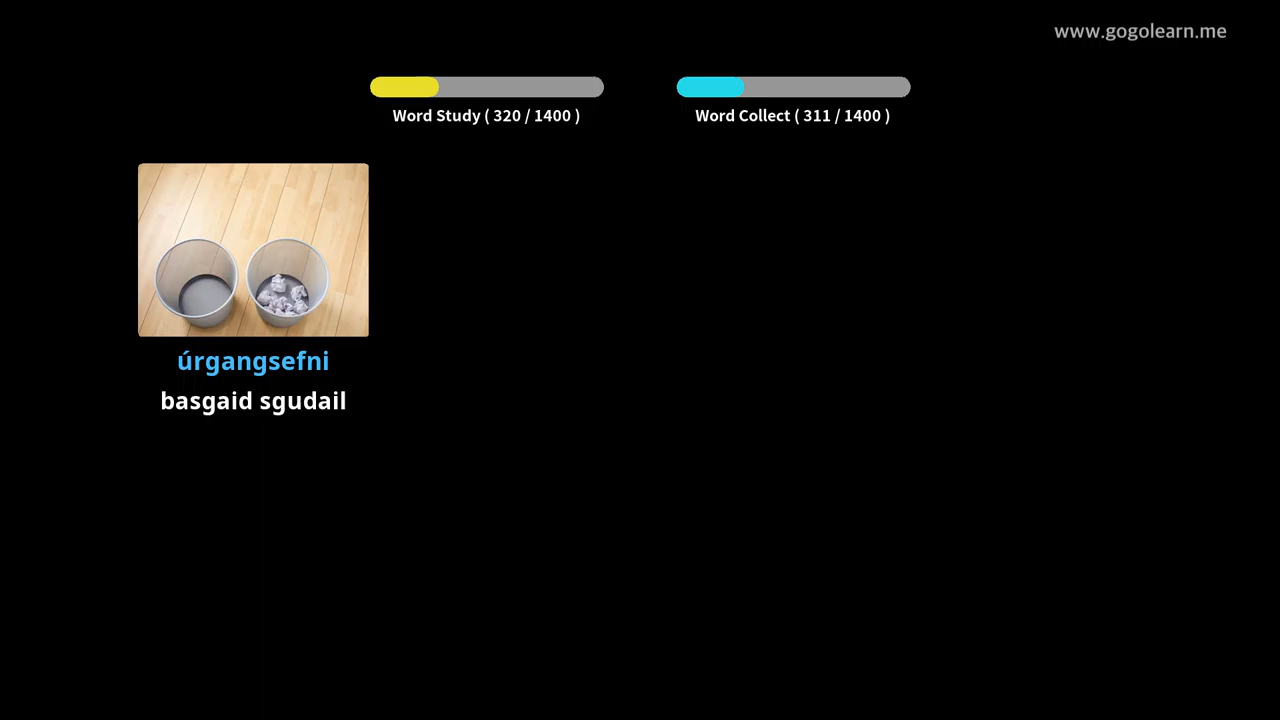 www.gogolearn.me
Word Study ( 320 / 1400 )
Word Collect ( 311 / 1400 )
úrgangsefni
basgaid sgudail